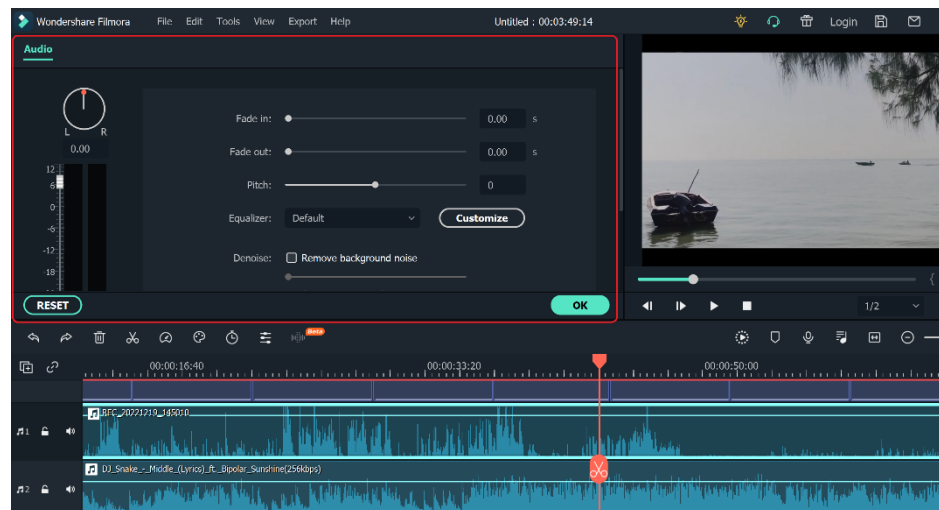 Wondershare Filmora File Edit Tools View Export Help Untitled : 00:03:49:14 Login
Audio
L R
0.00
12
6
0
-6
-12
-18
Fade in: 0.00 s
Fade out: 0.00 s
Pitch: 0
Equalizer: Default Customize
Denoise: Remove background noise
RESET OK
1/2
Beta
00:00:16:40 00:00:33:20 00:00:50:00
REC_20221219_145010
1
DJ_Snake_-_Middle_(Lyrics)_ft._Bipolar_Sunshine(256kbps)
2